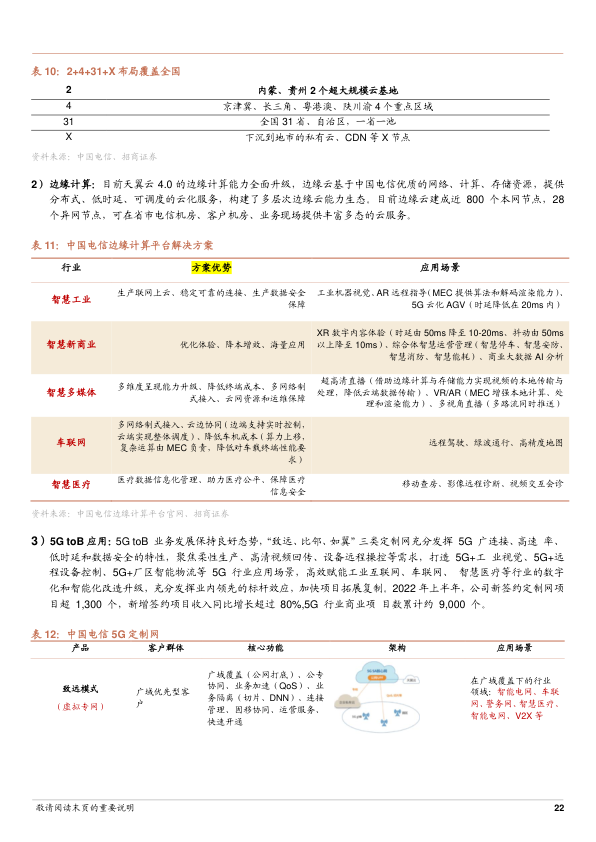 表 10：2+4+31+X 布局覆盖全国
2 内蒙、贵州 2 个超大规模云基地
4 京津冀、长三角、粤港澳、陕川渝 4 个重点区域
31 全国 31 省，自治区，一省一池
X 下沉到地市的私有云、CDN 等 X 节点
资料来源：中国电信、招商证券
2）边缘计算：目前天翼云 4.0 的边缘计算能力全面升级，边缘云基于中国电信优质的网络、计算、存储资源，提供
分布式、低时延、可调度的云化服务，构建了多层次边缘云能力生态。目前边缘云建成近 800 个本网节点，28
个异网节点，可在省市电信机房、客户机房、业务现场提供丰富多态的云服务。
表 11：中国电信边缘计算平台解决方案
行业 方案优势 应用场景
智慧工业 生产联网上云、稳定可靠的连接、生产数据安全
保障
工业机器视觉、AR 远程指导（MEC 提供算法和解码渲染能力）、
5G 云化 AGV（时延降低在 20ms 内）
智慧新商业 优化体验、降本增效、海量应用
XR 数字内容体验（时延由 50ms 降至 10-20ms，抖动由 50ms
以上降至 10ms）、综合体智慧运营管理（智慧停车、智慧安防、
智慧消防、智慧能耗）、商业大数据 AI 分析
智慧多媒体 多维度呈现能力升级、降低终端成本、多网络制
式接入、云网资源和运维保障
超高清直播（借助边缘计算与存储能力实现视频的本地传输与
处理，降低云端数据传输）、VR/AR（MEC 增强本地计算、处
理和渲染能力）、多视角直播（多路流同时推送）
车联网 多网络制式接入、云边协同（边端支持实时控制，
云端实现整体调度）、降低车机成本（算力上移，
复杂运算由 MEC 负责，降低对车载终端性能要
求）
远程驾驶、绿波通行、高精度地图
智慧医疗 医疗数据信息化管理、助力医疗公平、保障医疗
信息安全
移动查房、影像远程诊断、视频交互会诊
资料来源：中国电信边缘计算平台官网、招商证券
3）5G toB 应用：5G toB 业务发展保持良好态势，“致远、比邻、如翼” 三类定制网充分发挥 5G 广连接、高速 率、
低时延和数据安全的特性，聚焦柔性生产、高清视频回传、设备远程操控等需求，打造 5G+工 业视觉、5G+远
程设备控制、5G+厂区智能物流等 5G 行业应用场景，高效赋能工业互联网、车联网、 智慧医疗等行业的数字
化和智能化改造升级，充分发挥业内领先的标杆效应，加快项目拓展复制。2022 年上半年，公司新签约定制网项
目超 1,300 个，新增签约项目收入同比增长超过 80%,5G 行业商业项 目数累计约 9,000 个。
表 12：中国电信 5G 定制网
产品 客户群体 核心功能 架构 应用场景
致远模式
（虚拟专网）
广域优先型客
户
广域覆盖（公网打底）、公专
协同、业务加速（QoS）、业
务隔离（切片、DNN）、连接
管理、固移协同、运营服务、
快速开通
在广域覆盖下的行业
领域：智能电网、车联
网、警务网、智慧医疗、
智能电网、V2X 等
敬请阅读末页的重要说明 22